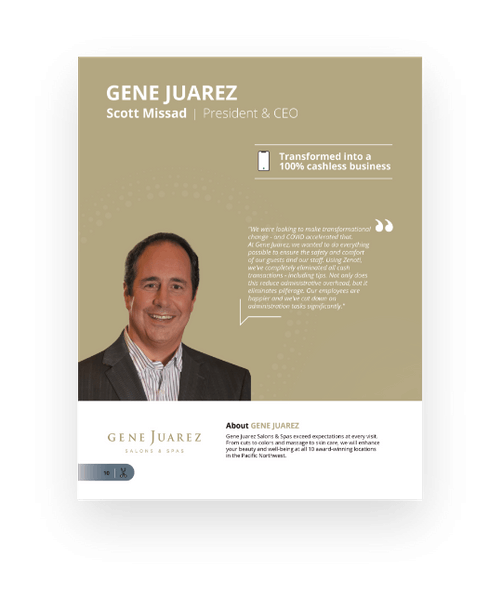 GENE JUAREZ
Scott Missad | President & CEO
Transformed into a
100% cashless business
"We were looking to make transformational
change - and COVID accelerated that.
At Gene Juarez, we wanted to do everything
possible to ensure the safety and comfort
of our guests and our staff. Using Zenoti,
we've completely eliminated all cash
transactions - including tips. Not only does
this reduce administrative overhead, but it
eliminates pilferage. Our employees are
happier and we've cut down on
administration tasks significantly."
GENE JUAREZ
SALONS & SPAS
About GENE JUAREZ
Gene Juarez Salons & Spas exceed expectations at every visit.
From cuts to colors and massage to skin care, we will enhance
your beauty and well-being at all 10 award-winning locations
in the Pacific Northwest.
10